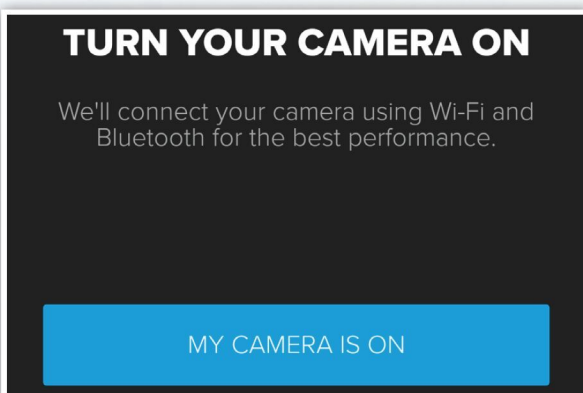 TURN YOUR CAMERA ON
We'll connect your camera using Wi-Fi and
Bluetooth for the best performance.
MY CAMERA IS ON